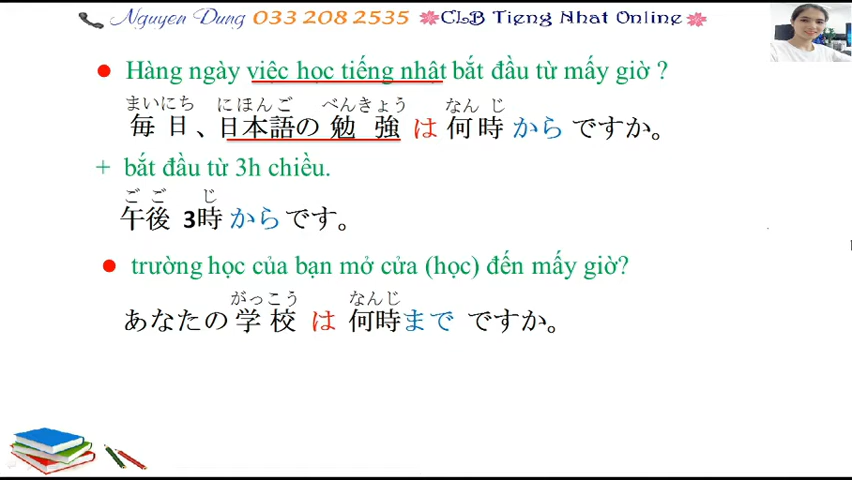 Nguyen Dung 033 208 2535 CLB Tieng Nhat Online
Hàng ngày việc học tiếng nhật bắt đầu từ mấy giờ ?
まいにち にほんご べんきょう なん じ
毎日、日本語の勉強は何時からですか。
+ bắt đầu từ 3h chiều.
ごご じ
午後 3時からです。
trường học của bạn mở cửa (học) đến mấy giờ?
がっこう なんじ
あなたの学校は何時まで ですか。